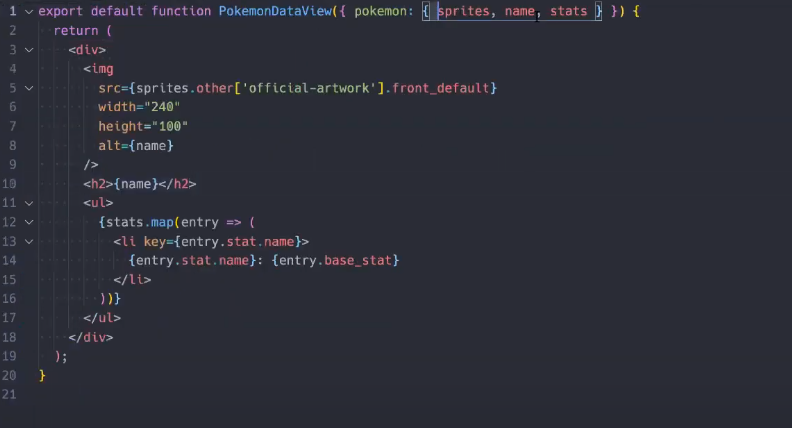 1 export default function PokemonDataView({ pokemon: { sprites, name, stats } }) {
2 return (
3 <div>
4 <img
5 src={sprites.other['official-artwork'].front_default}
6 width="240"
7 height="100"
8 alt={name}
9 />
10 <h2>{name}</h2>
11 <ul>
12 {stats.map(entry => (
13 <li key={entry.stat.name}>
14 {entry.stat.name}: {entry.base_stat}
15 </li>
16 ))}
17 </ul>
18 </div>
19 );
20 }
21